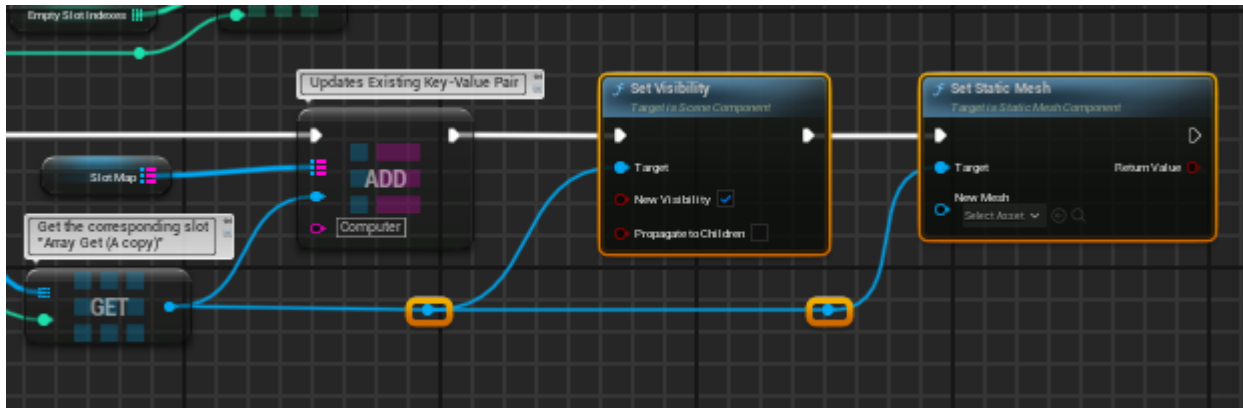 Empty Slot Indexes
Updates Existing Key-Value Pair
Set Visibility
Target is Scene Component
Set Static Mesh
Target is Static Mesh Component
Slot Map
ADD
Computer
Target
New Visibility
Propagate to Children
Target
Return Value
New Mesh
Select Asset
Get the corresponding slot
"Array Get (A copy)"
GET